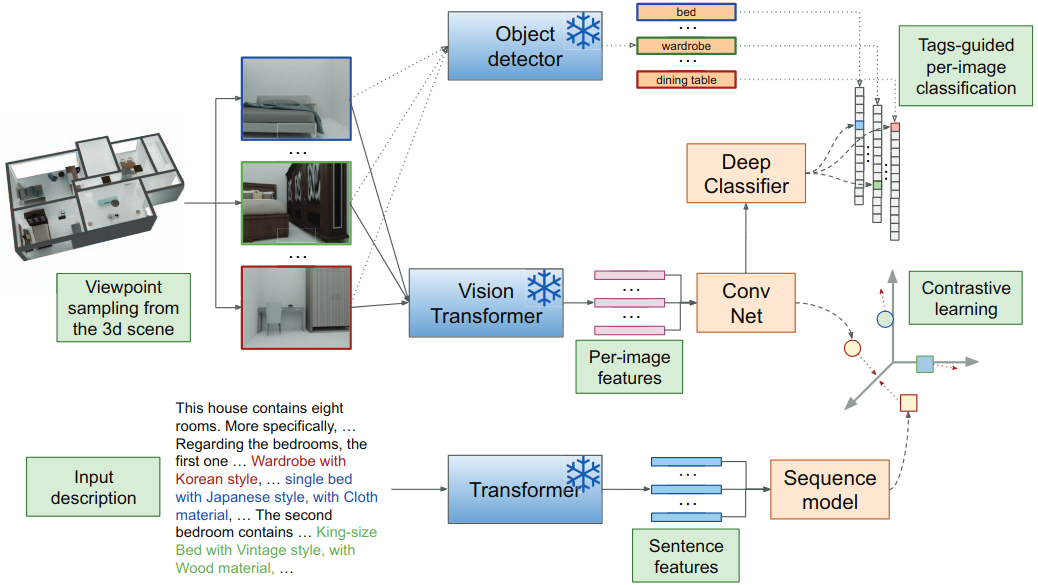 Object
detector
bed
...
wardrobe
...
dining table
Tags-guided
per-image
classification
...
...
Deep
Classifier
Viewpoint
sampling from
the 3d scene
Vision
Transformer
...
...
Per-image
features
Conv
Net
Contrastive
learning
Input
description
This house contains eight
rooms. More specifically, ...
Regarding the bedrooms, the
first one ... Wardrobe with
Korean style, ... single bed
with Japanese style, with Cloth
material, ... The second
bedroom contains ... King-size
Bed with Vintage style, with
Wood material, ...
Transformer
...
...
Sentence
features
Sequence
model